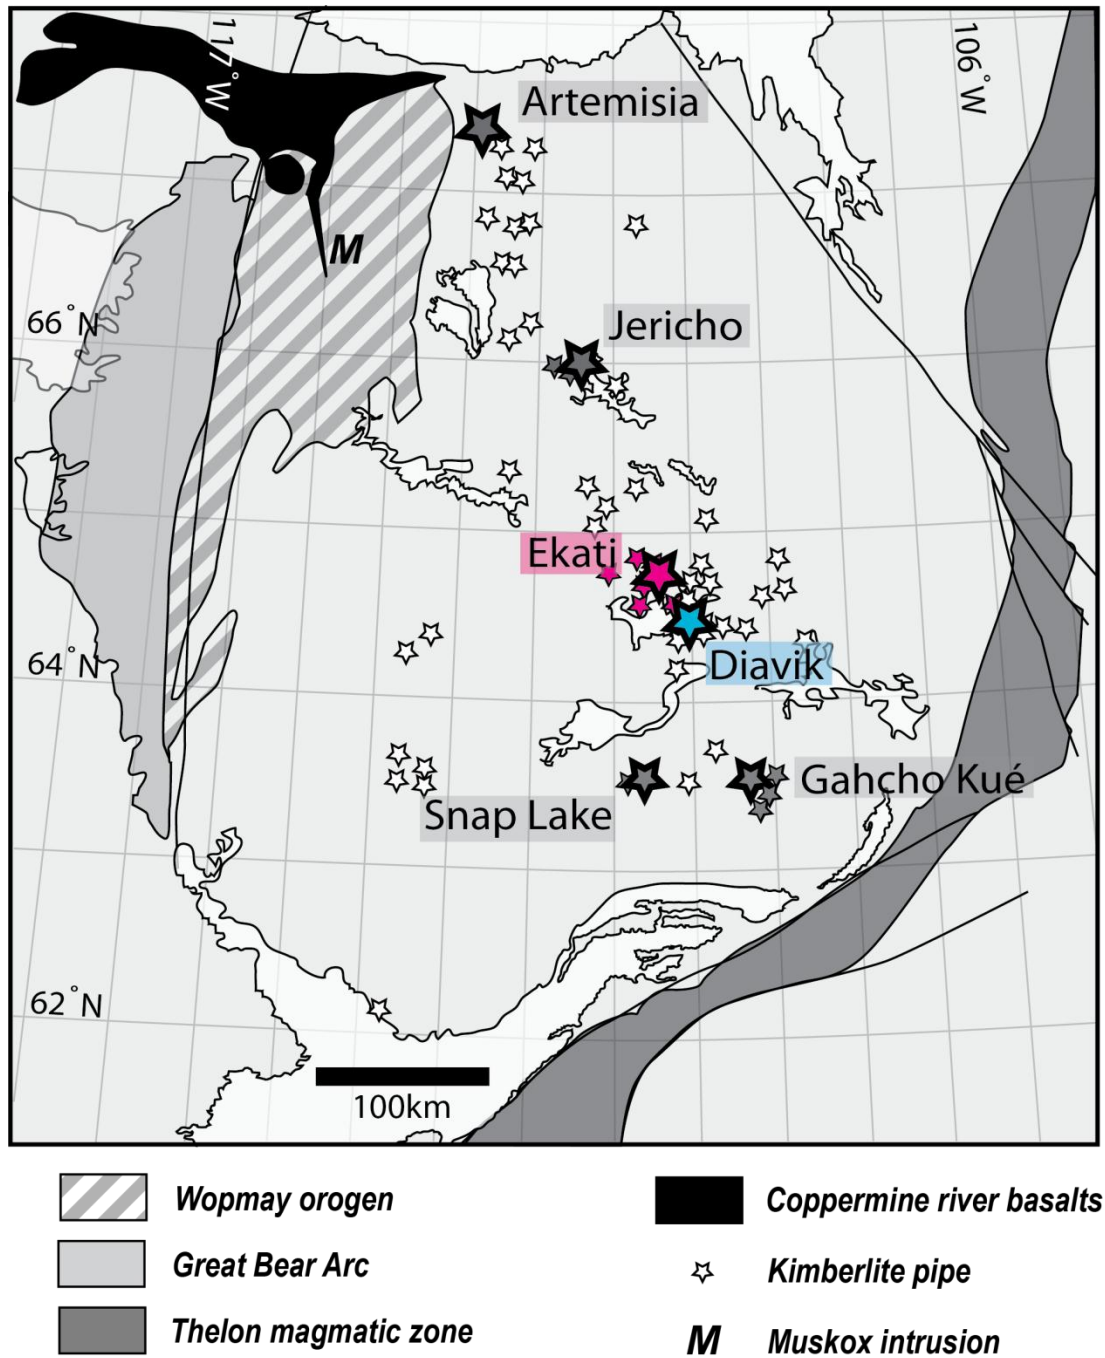 117°W
106°W
Artemisia
M
66°N
Jericho
Ekati
64°N
Diavik
Gahcho Kué
Snap Lake
62°N
100km
Wopmay orogen
Coppermine river basalts
Great Bear Arc
Kimberlite pipe
Thelon magmatic zone
M Muskox intrusion